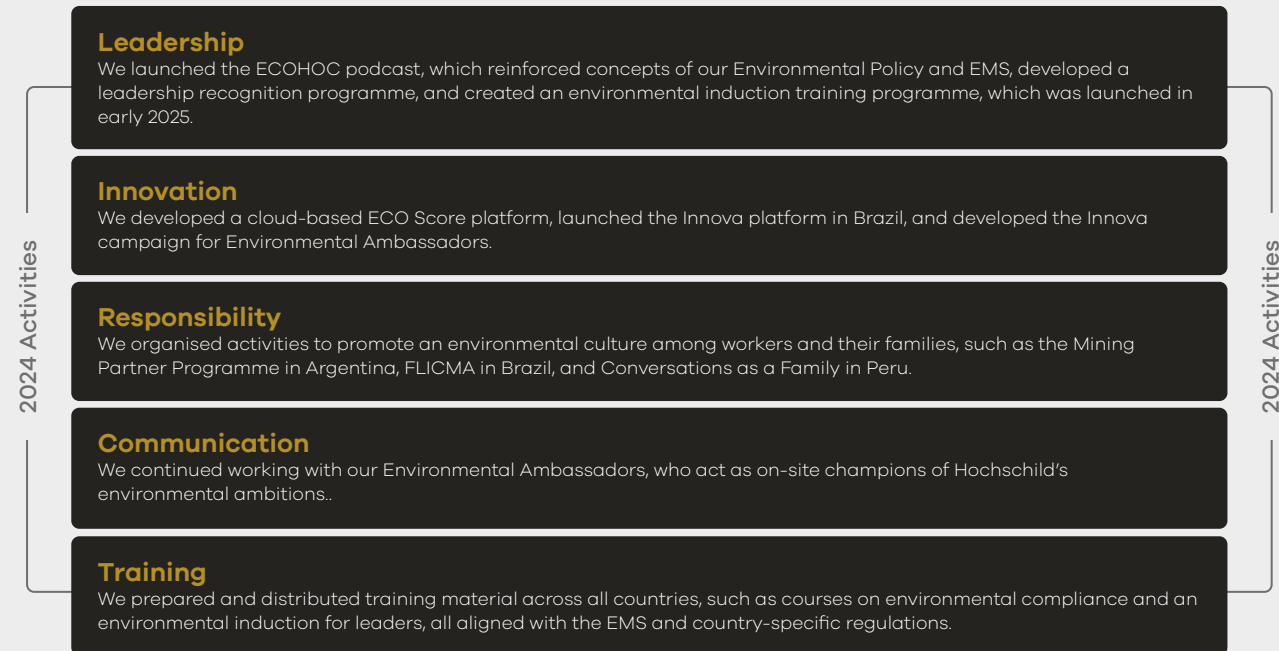 Leadership
We launched the ECOHOC podcast, which reinforced concepts of our Environmental Policy and EMS, developed a
leadership recognition programme, and created an environmental induction training programme, which was launched in
early 2025.
Innovation
We developed a cloud-based ECO Score platform, launched the Innova platform in Brazil, and developed the Innova
campaign for Environmental Ambassadors.
Responsibility
We organised activities to promote an environmental culture among workers and their families, such as the Mining
Partner Programme in Argentina, FLICMA in Brazil, and Conversations as a Family in Peru.
Communication
We continued working with our Environmental Ambassadors, who act as on-site champions of Hochschild’s
environmental ambitions..
Training
We prepared and distributed training material across all countries, such as courses on environmental compliance and an
environmental induction for leaders, all aligned with the EMS and country-specific regulations.
2024 Activities
2024 Activities